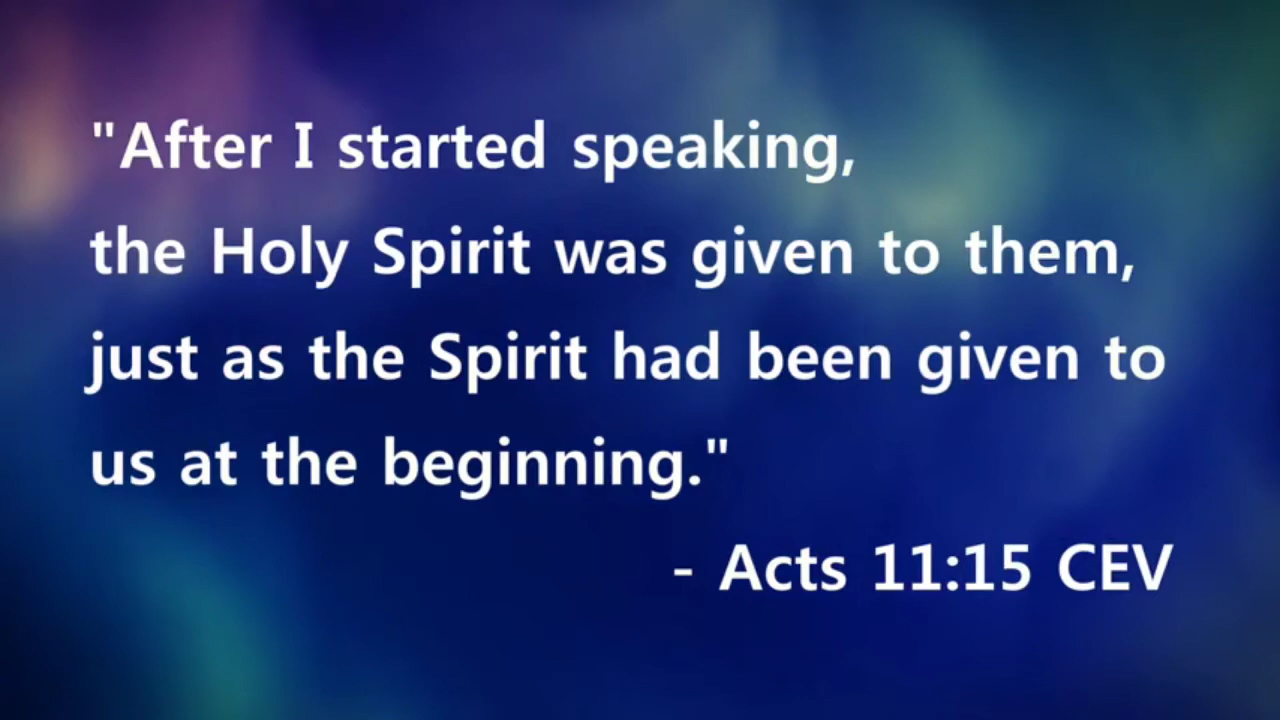 "After I started speaking,
the Holy Spirit was given to them,
just as the Spirit had been given to
us at the beginning."
- Acts 11:15 CEV